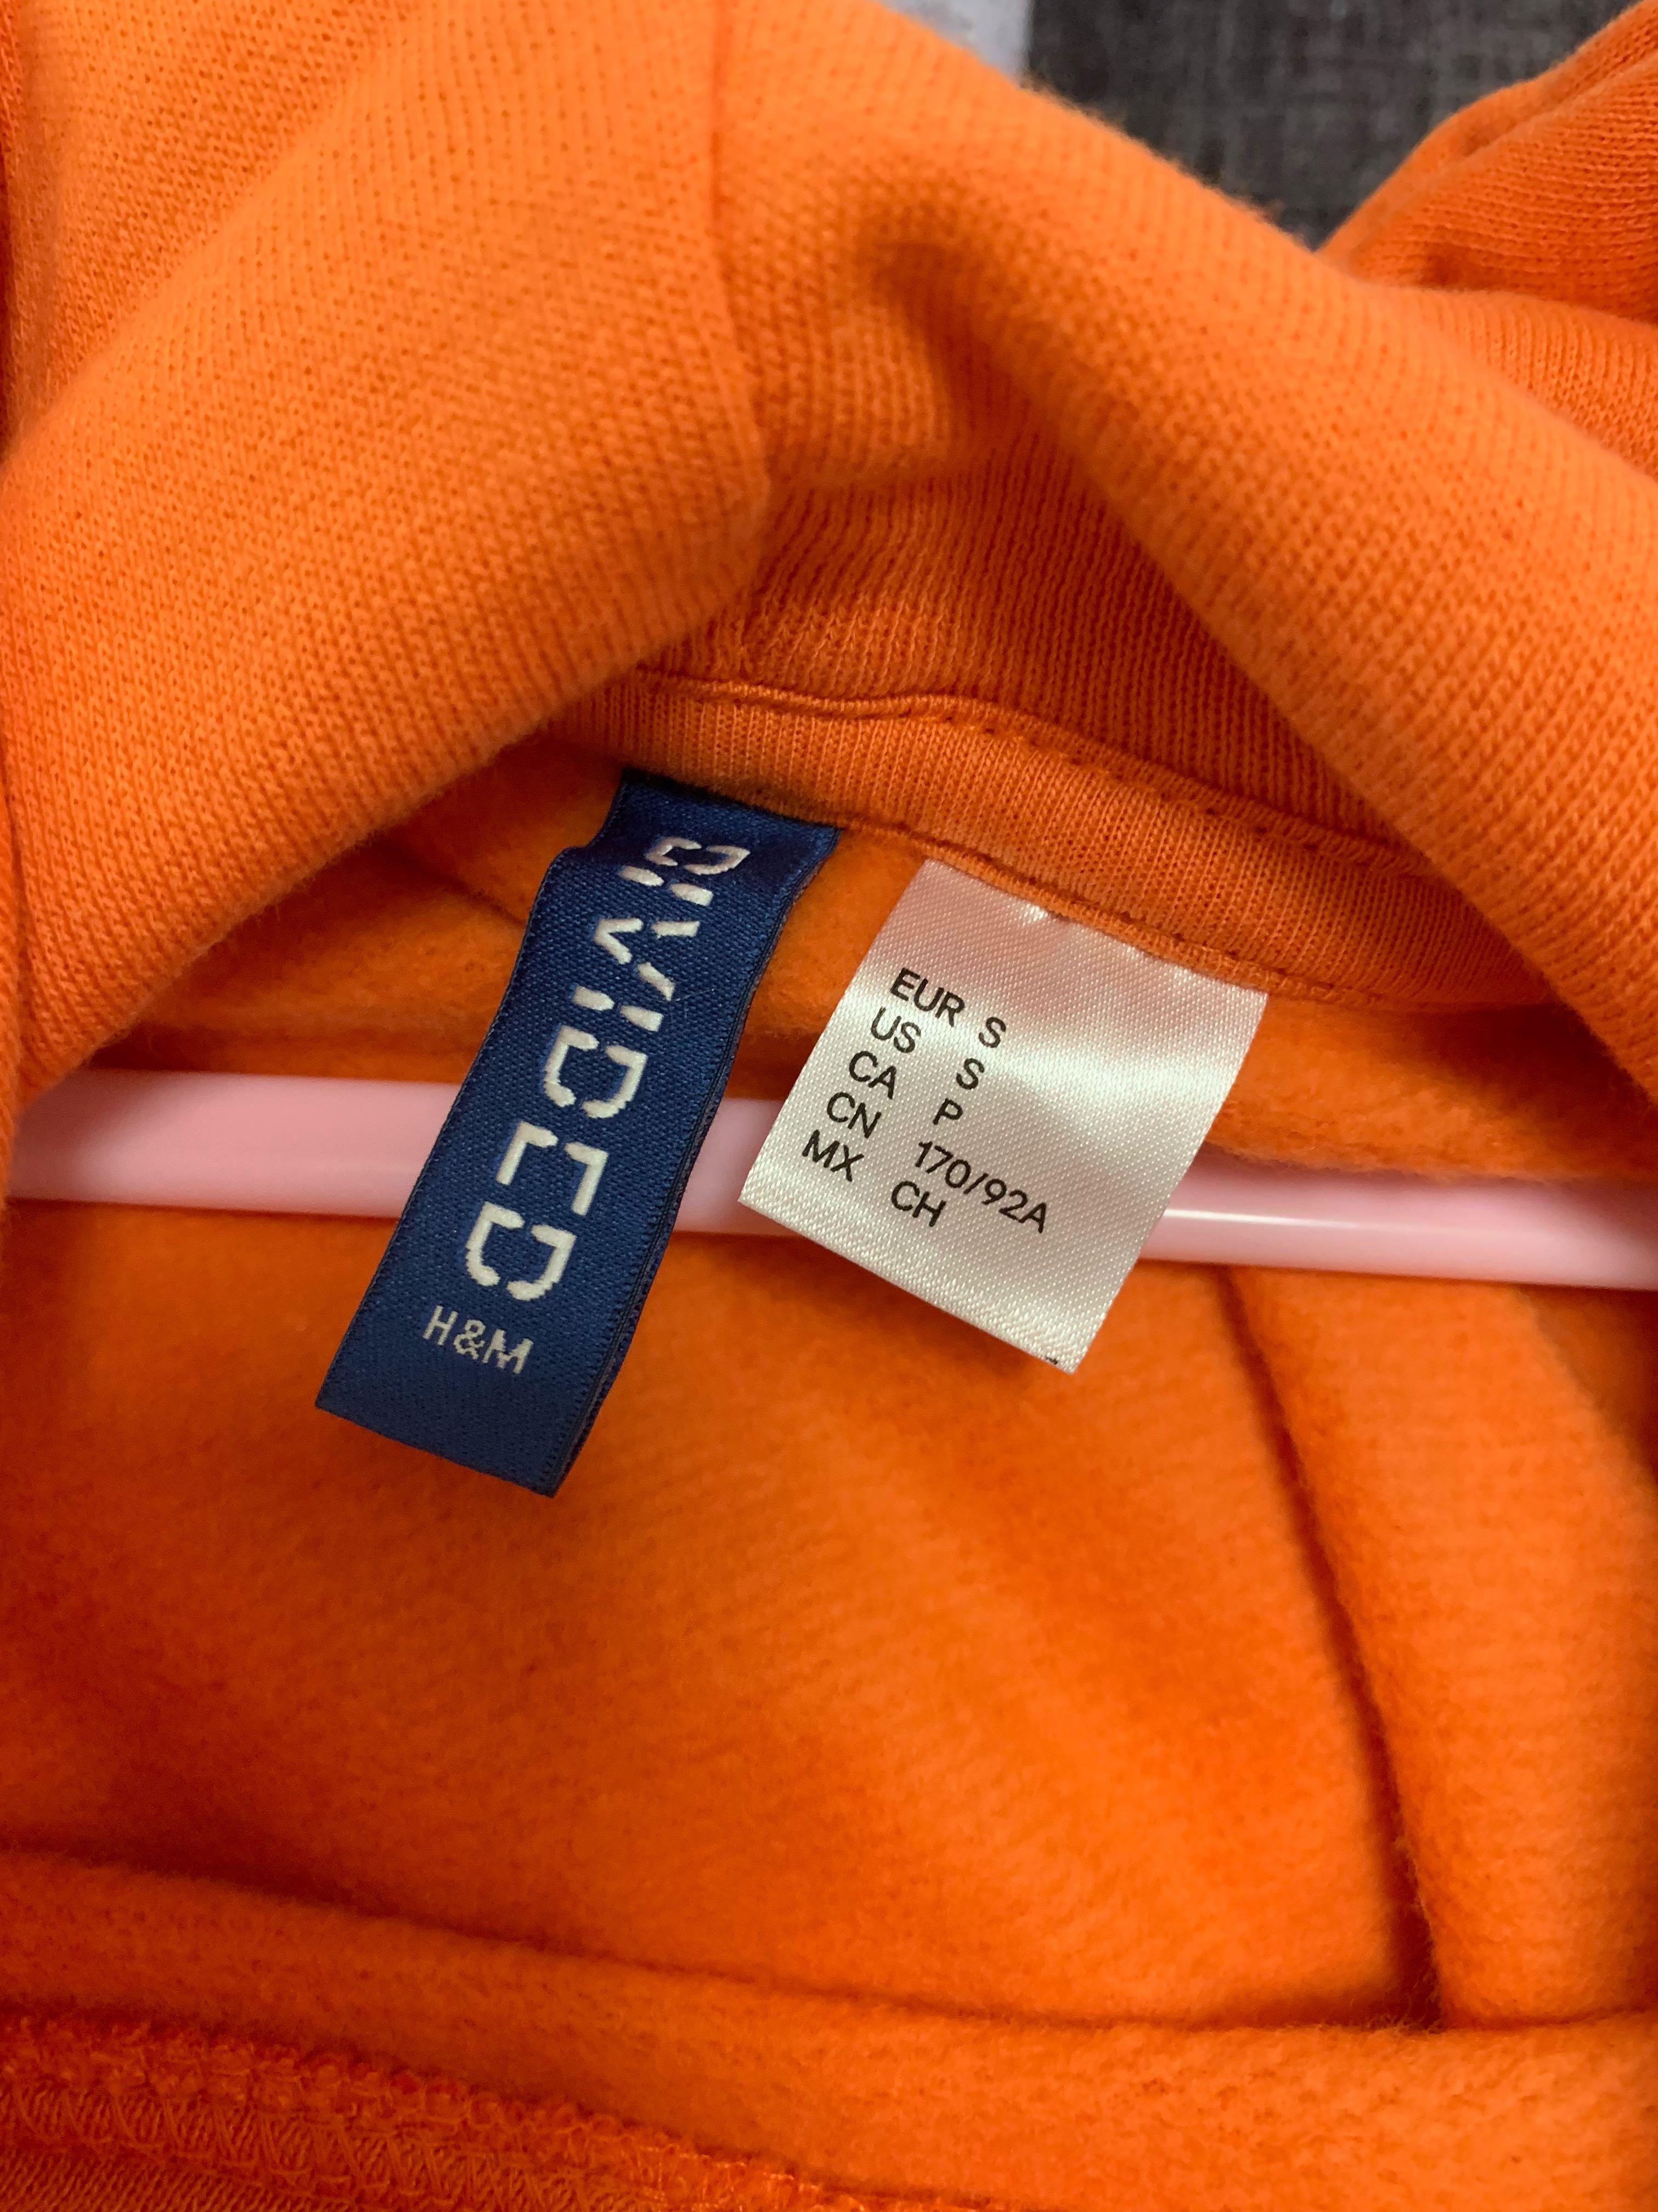 DIVIDED
H&M
EUR S
US S
CA P
CN 170/92A
MX CH